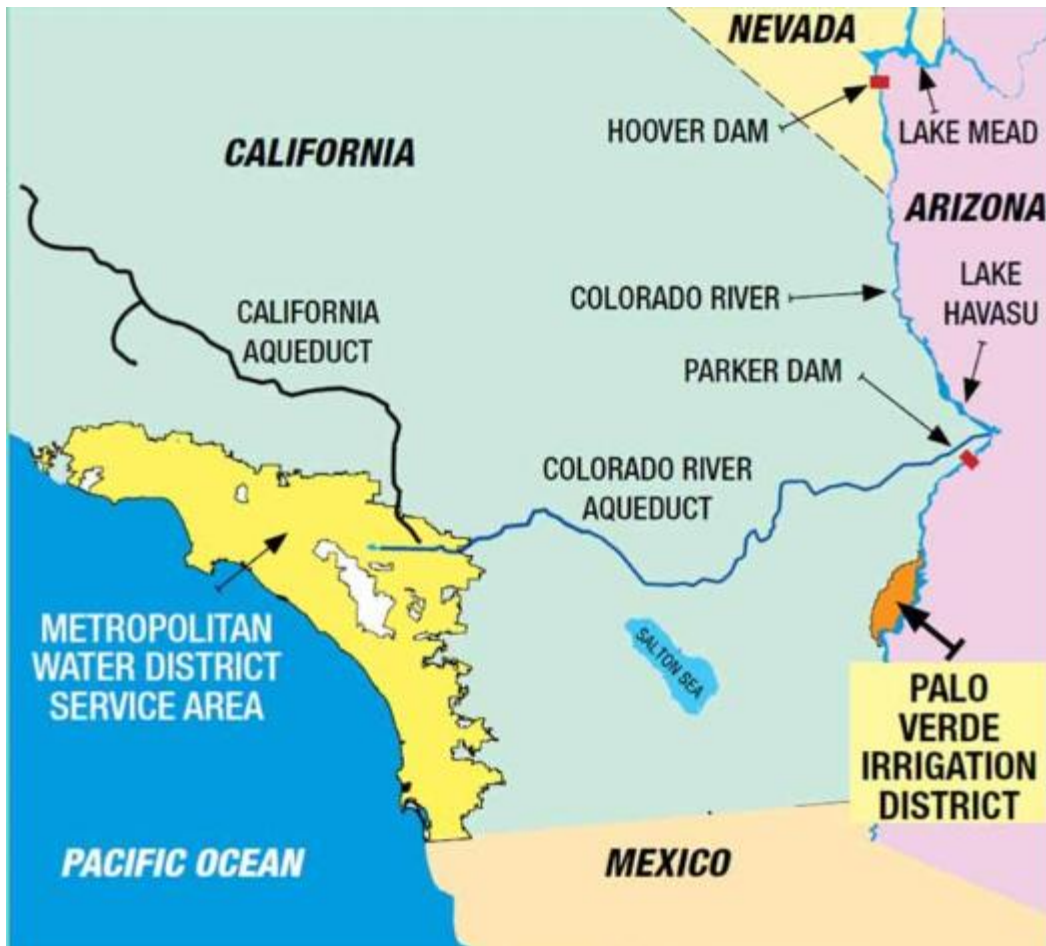 NEVADA
HOOVER DAM
LAKE MEAD
CALIFORNIA
ARIZONA
LAKE
HAVASU
COLORADO RIVER
CALIFORNIA
AQUEDUCT
PARKER DAM
COLORADO RIVER
AQUEDUCT
METROPOLITAN
WATER DISTRICT
SERVICE AREA
SALTON SEA
PALO
VERDE
IRRIGATION
DISTRICT
PACIFIC OCEAN
MEXICO